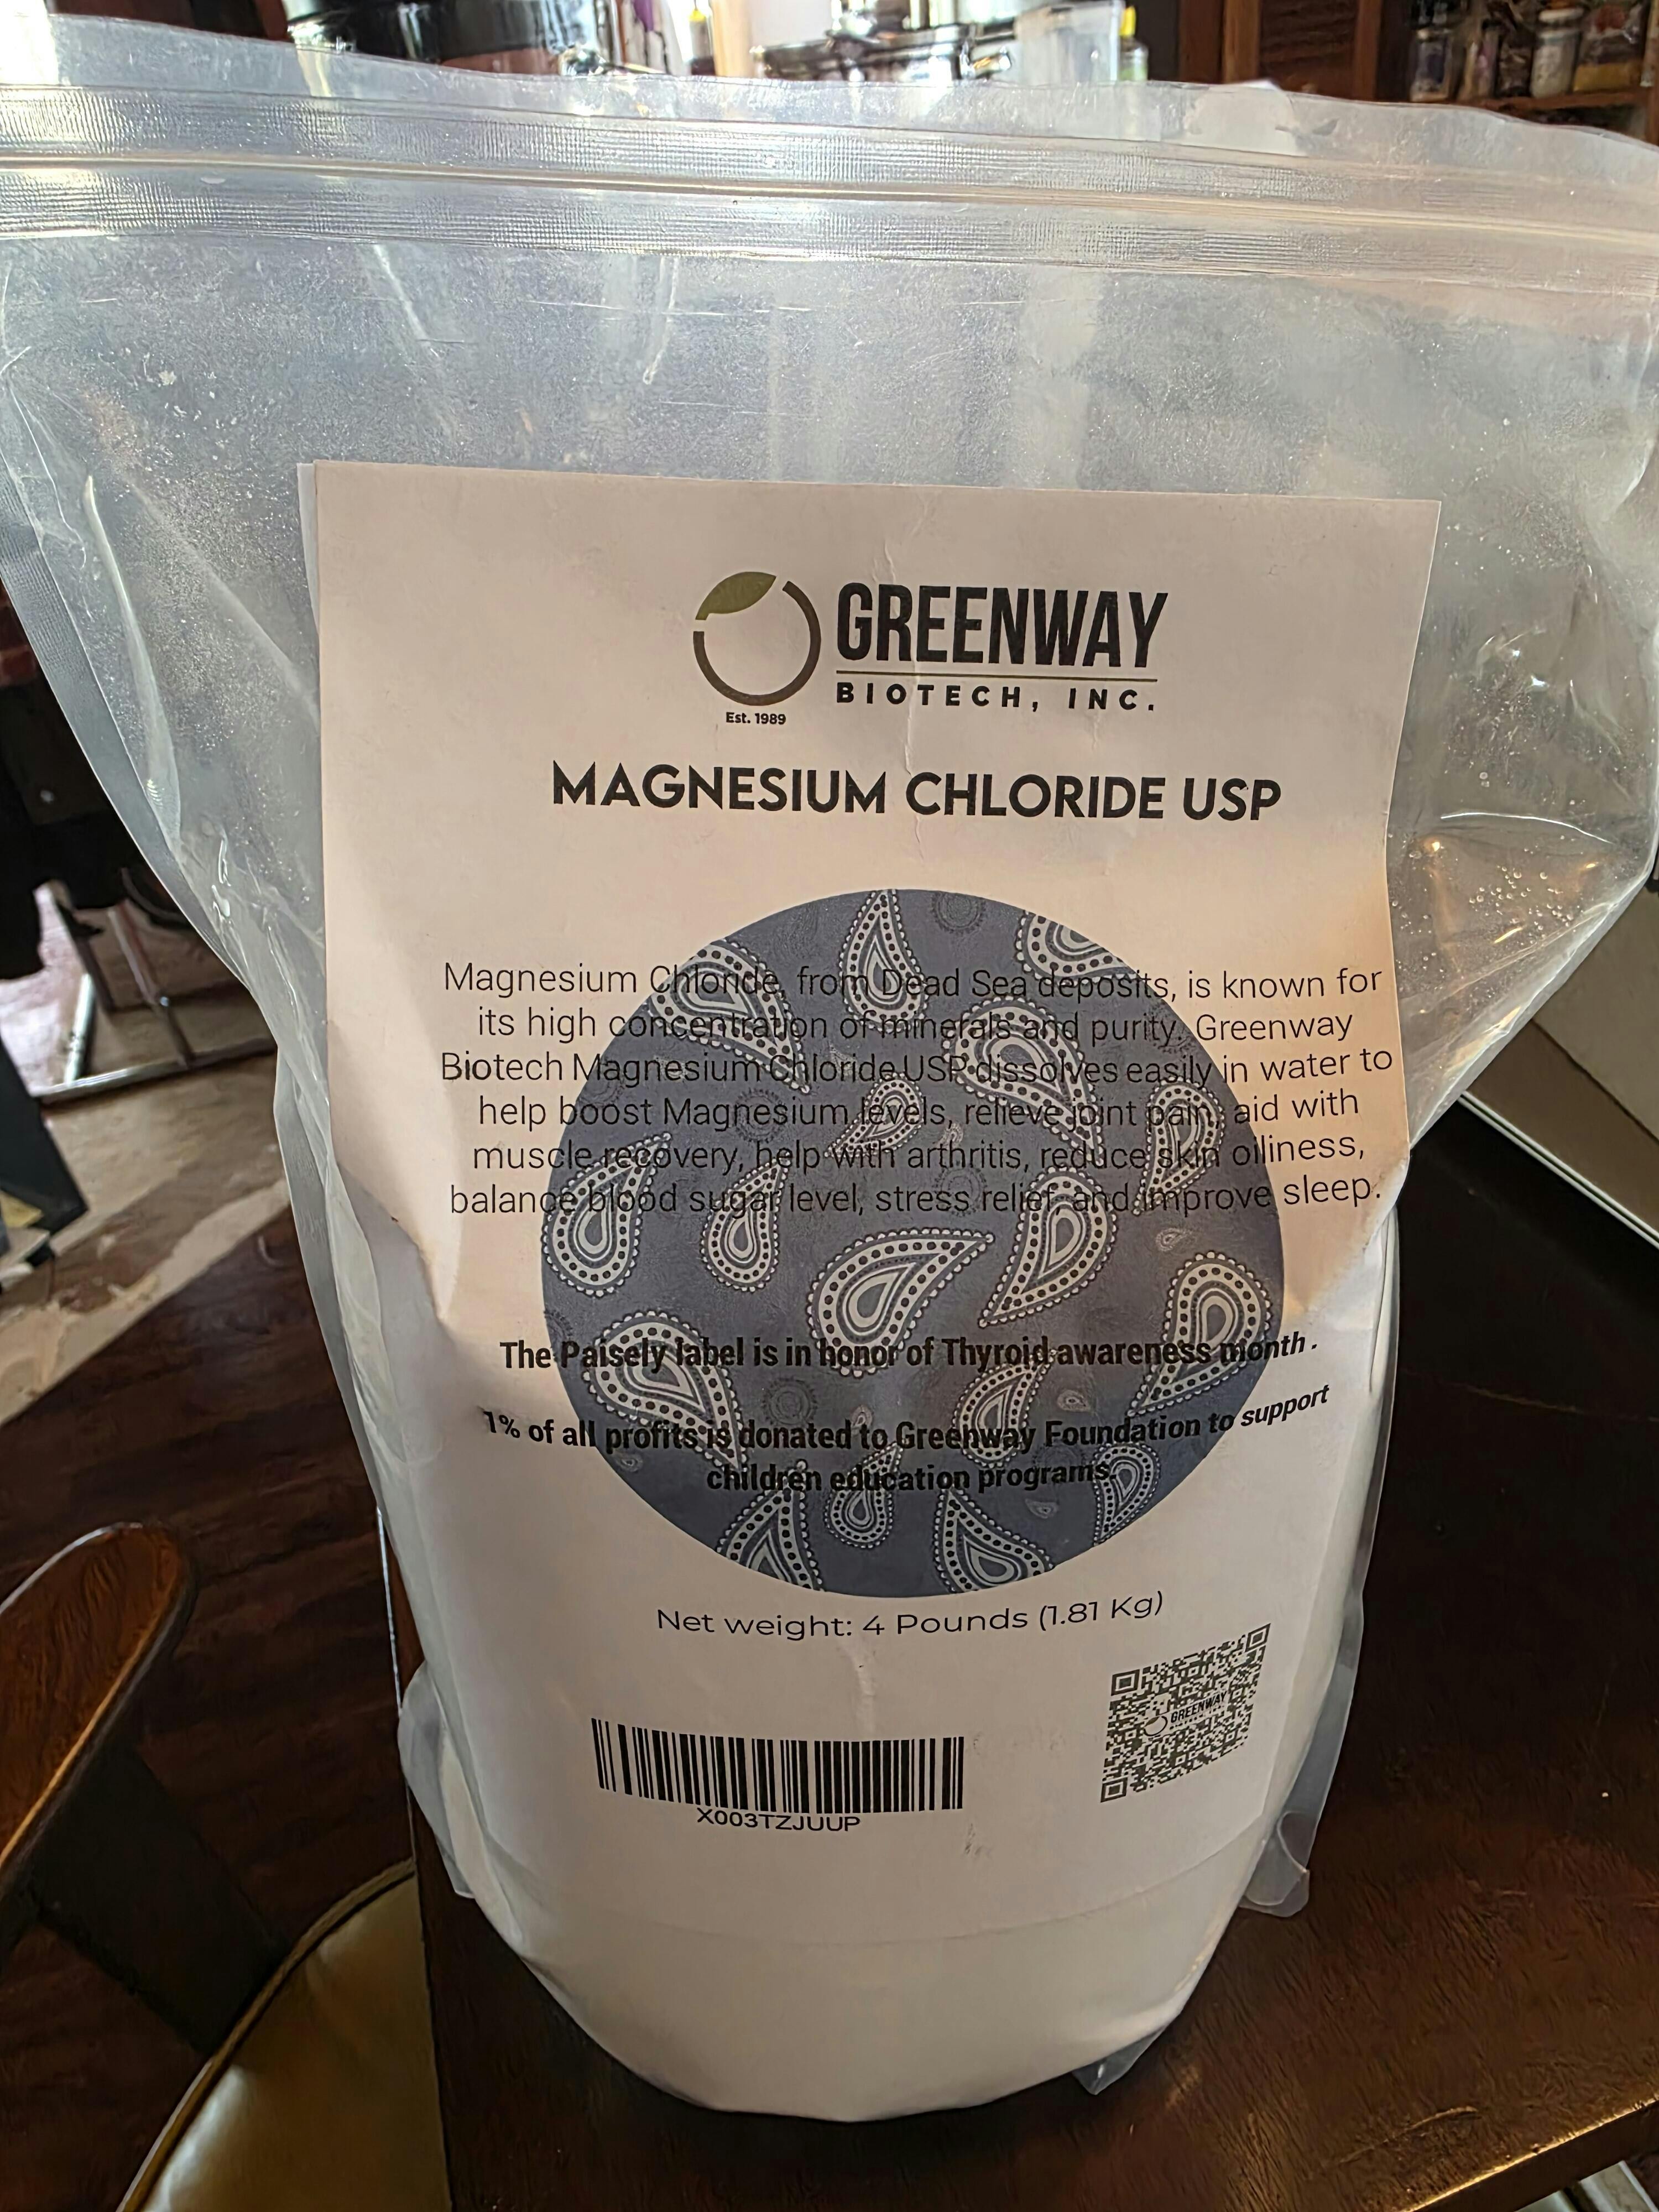 GREENWAY
BIOTECH, INC.
Est. 1989
MAGNESIUM CHLORIDE USP
Magnesium Chloride, from Dead Sea deposits, is known for
its high concentration of minerals and purity. Greenway
Biotech Magnesium Chloride USP dissolves easily in water to
help boost Magnesium levels, relieve joint pain, aid with
muscle recovery, help with arthritis, reduce skin oiliness,
balance blood sugar level, stress relief and improve sleep.
The Paisely label is in honor of Thyroid awareness month.
1% of all profits is donated to Greenway Foundation to support
children education programs.
Net weight: 4 Pounds (1.81 Kg)
GREENWAY
X003TZJUUP